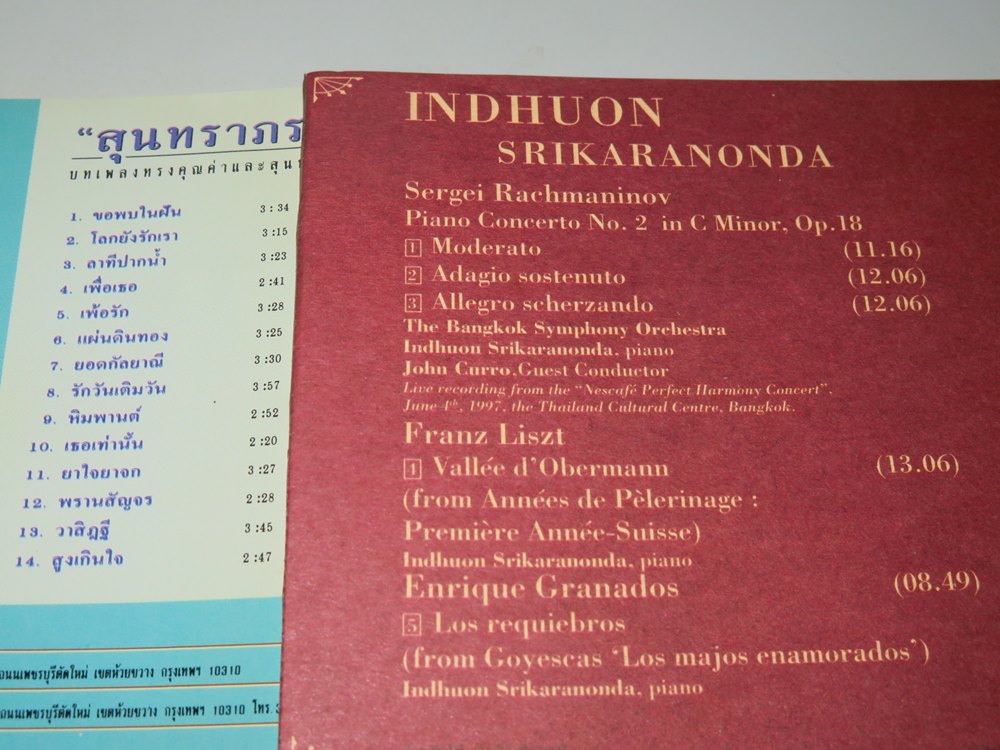 “สุนทราภร
บทเพลงทรงคุณค่าและสุน
1. ขอพบในฝัน 3:34
2. โลกยังรักเรา 3:15
3. ลาทีปากน้ำ 3:23
4. เพื่อเธอ 2:41
5. เพ้อรัก 3:28
6. แผ่นดินทอง 3:25
7. ยอดกัลยาณี 3:30
8. รักวันเติมวัน 3:57
9. หิมพานต์ 2:52
10. เธอเท่านั้น 2:20
11. ยาใจยาจก 3:27
12. พรานสัญจร 2:28
13. วาสิฏฐี 3:45
14. สูงเกินใจ 2:47
ถนนเพชรบุรีตัดใหม่ เขตห้วยขวาง กรุงเทพฯ 10310
ถนนเพชรบุรีตัดใหม่ เขตห้วยขวาง กรุงเทพฯ 10310 โทร
INDHUON
SRIKARANONDA
Sergei Rachmaninov
Piano Concerto No. 2 in C Minor, Op.18
1 Moderato (11.16)
2 Adagio sostenuto (12.06)
3 Allegro scherzando (12.06)
The Bangkok Symphony Orchestra
Indhuon Srikaranonda, piano
John Curro,Guest Conductor
Live recording from the “Nescafé Perfect Harmony Concert”,
June 4th, 1997, the Thailand Cultural Centre, Bangkok.
Franz Liszt
4 Vallée d’Obermann (13.06)
(from Années de Pèlerinage :
Première Année-Suisse)
Indhuon Srikaranonda, piano
Enrique Granados (08.49)
5 Los requiebros
(from Goyescas ‘Los majos enamorados’)
Indhuon Srikaranonda, piano